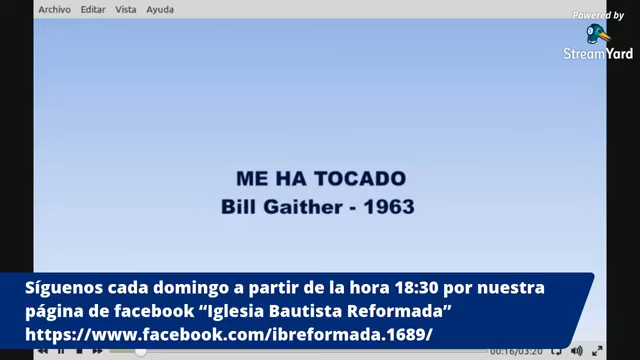 Archivo Editar Vista Ayuda
Powered by
StreamYard
ME HA TOCADO
Bill Gaither - 1963
Síguenos cada domingo a partir de la hora 18:30 por nuestra
página de facebook “Iglesia Bautista Reformada”
https://www.facebook.com/ibreformada.1689/
00:16/03:20